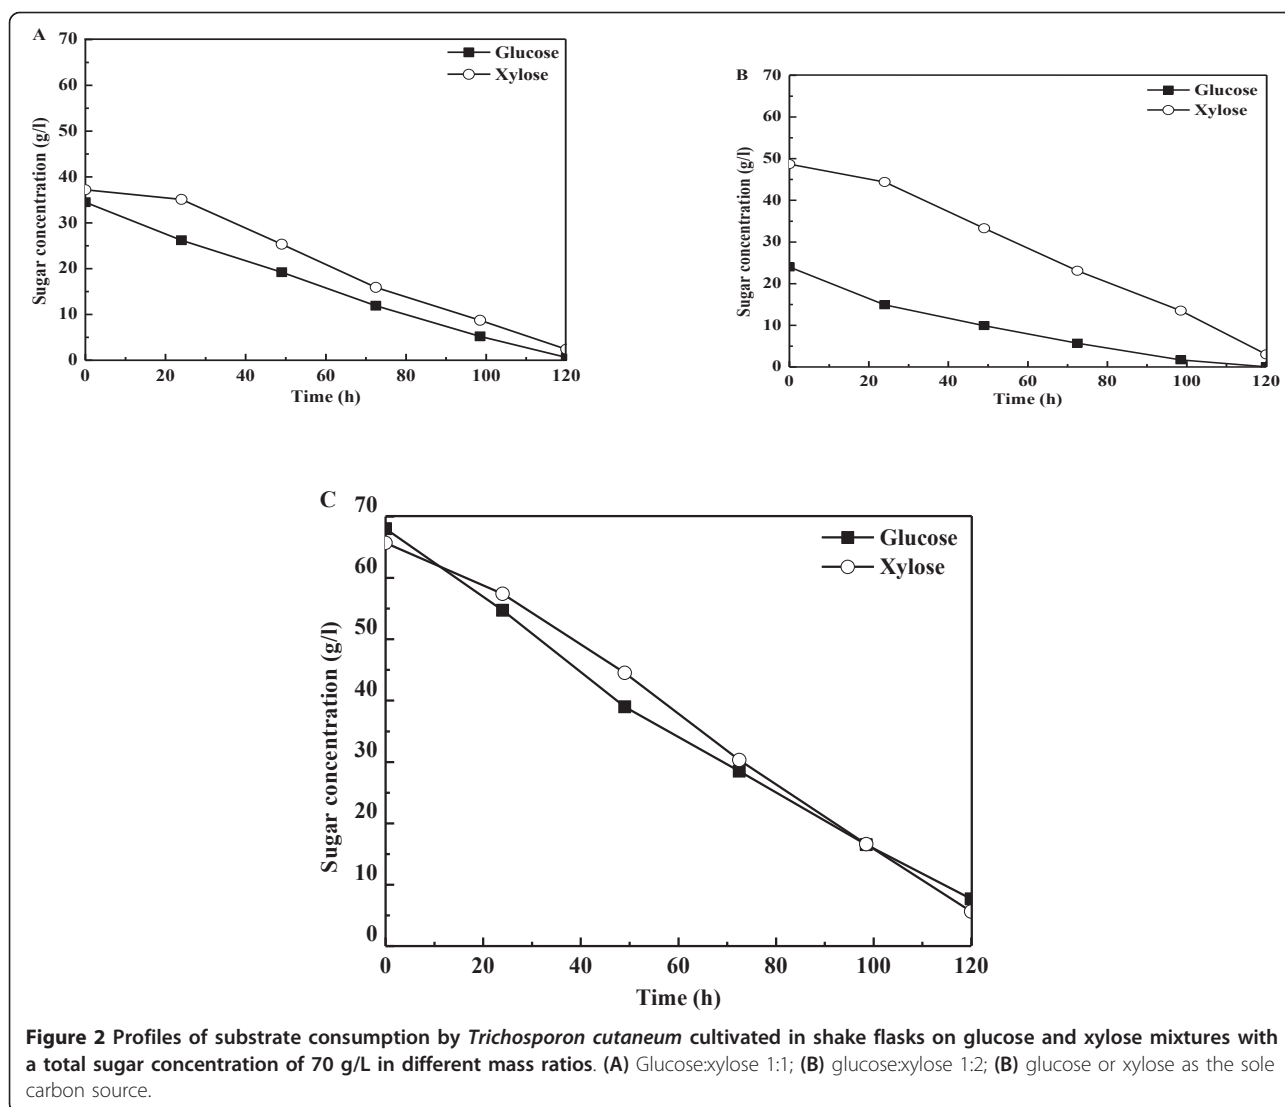 A
70
60
50
40
30
20
10
0
Sugar concentration (g/l)
Glucose
Xylose
0 20 40 60 80 100 120
Time (h)
B
70
60
50
40
30
20
10
0
Sugar concentration (g/l)
Glucose
Xylose
0 20 40 60 80 100 120
Time (h)
C
70
60
50
40
30
20
10
0
Sugar concentration (g/l)
Glucose
Xylose
0 20 40 60 80 100 120
Time (h)
Figure 2 Profiles of substrate consumption by Trichosporon cutaneum cultivated in shake flasks on glucose and xylose mixtures with
a total sugar concentration of 70 g/L in different mass ratios. (A) Glucose:xylose 1:1; (B) glucose:xylose 1:2; (B) glucose or xylose as the sole
carbon source.